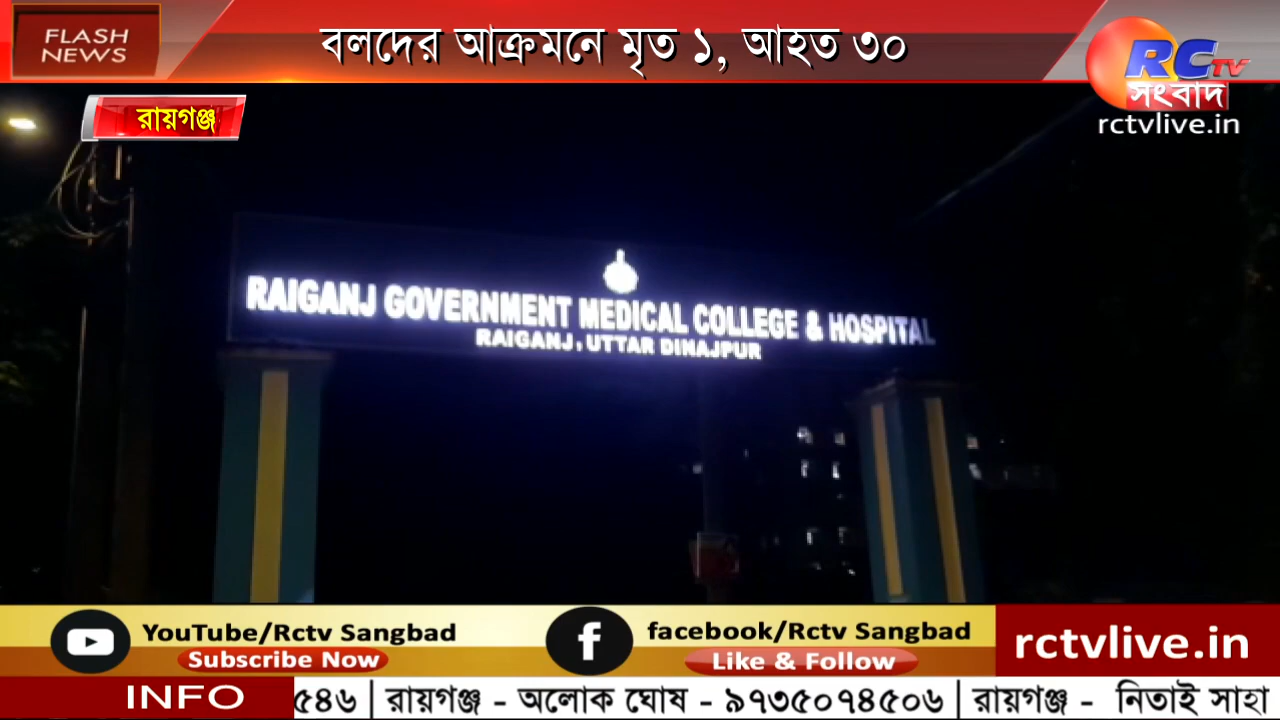 FLASH
NEWS
বলদের আক্রমনে মৃত ১, আহত ৩০
RCTV
সংবাদ
rctvlive.in
রায়গঞ্জ
RAIGANJ GOVERNMENT MEDICAL COLLEGE & HOSPITAL
RAIGANJ, UTTAR DINAJPUR
YouTube/Rctv Sangbad
Subscribe Now
facebook/Rctv Sangbad
Like & Follow
rctvlive.in
INFO
৫৪৬ | রায়গঞ্জ - অলোক ঘোষ - ৯৭৩৫০৭৪৫০৬ | রায়গঞ্জ - নিতাই সাহা